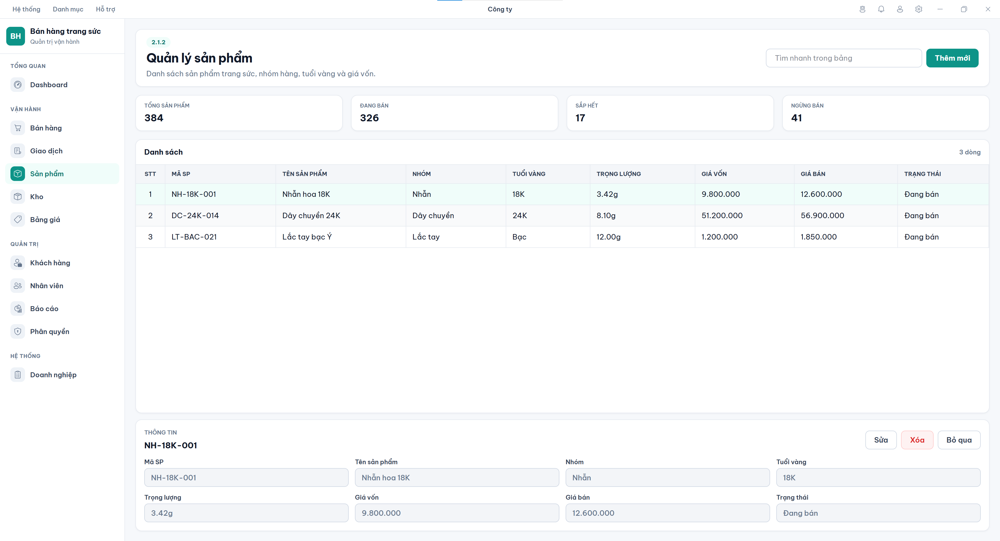 Hệ thống Danh mục Hỗ trợ Công ty
BH Bán hàng trang sức
Quản trị vận hành
TỔNG QUAN
Dashboard
VẬN HÀNH
Bán hàng
Giao dịch
Sản phẩm
Kho
Bảng giá
QUẢN TRỊ
Khách hàng
Nhân viên
Báo cáo
Phân quyền
HỆ THỐNG
Doanh nghiệp
2.1.2
Quản lý sản phẩm
Danh sách sản phẩm trang sức, nhóm hàng, tuổi vàng và giá vốn.
Tìm nhanh trong bảng Thêm mới
TỔNG SẢN PHẨM ĐANG BÁN SẮP HẾT NGỪNG BÁN
384 326 17 41
Danh sách 3 dòng
STT MÃ SP TÊN SẢN PHẨM NHÓM TUỔI VÀNG TRỌNG LƯỢNG GIÁ VỐN GIÁ BÁN TRẠNG THÁI
1 NH-18K-001 Nhẫn hoa 18K Nhẫn 18K 3.42g 9.800.000 12.600.000 Đang bán
2 DC-24K-014 Dây chuyền 24K Dây chuyền 24K 8.10g 51.200.000 56.900.000 Đang bán
3 LT-BAC-021 Lắc tay bạc Ý Lắc tay Bạc 12.00g 1.200.000 1.850.000 Đang bán
THÔNG TIN
NH-18K-001
Sửa Xóa Bỏ qua
Mã SP Tên sản phẩm Nhóm Tuổi vàng
NH-18K-001 Nhẫn hoa 18K Nhẫn 18K
Trọng lượng Giá vốn Giá bán Trạng thái
3.42g 9.800.000 12.600.000 Đang bán